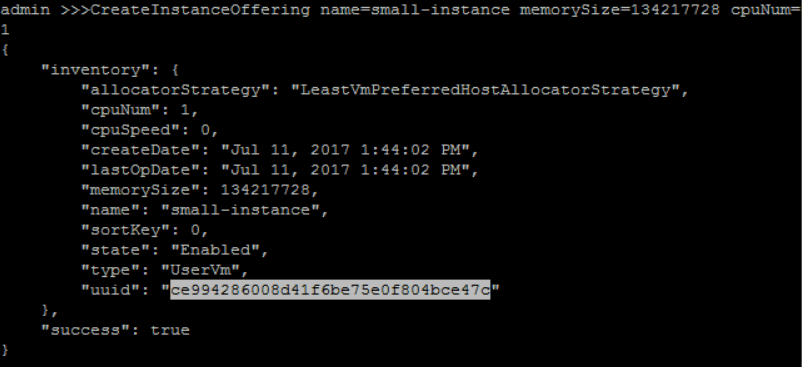 admin >>>CreateInstanceOffering name=small-instance memorySize=134217728 cpuNum=
1
{
    "inventory": {
        "allocatorStrategy": "LeastVmPreferredHostAllocatorStrategy",
        "cpuNum": 1,
        "cpuSpeed": 0,
        "createDate": "Jul 11, 2017 1:44:02 PM",
        "lastOpDate": "Jul 11, 2017 1:44:02 PM",
        "memorySize": 134217728,
        "name": "small-instance",
        "sortKey": 0,
        "state": "Enabled",
        "type": "UserVm",
        "uuid": "ce994286008d41f6be75e0f804bce47c"
    },
    "success": true
}